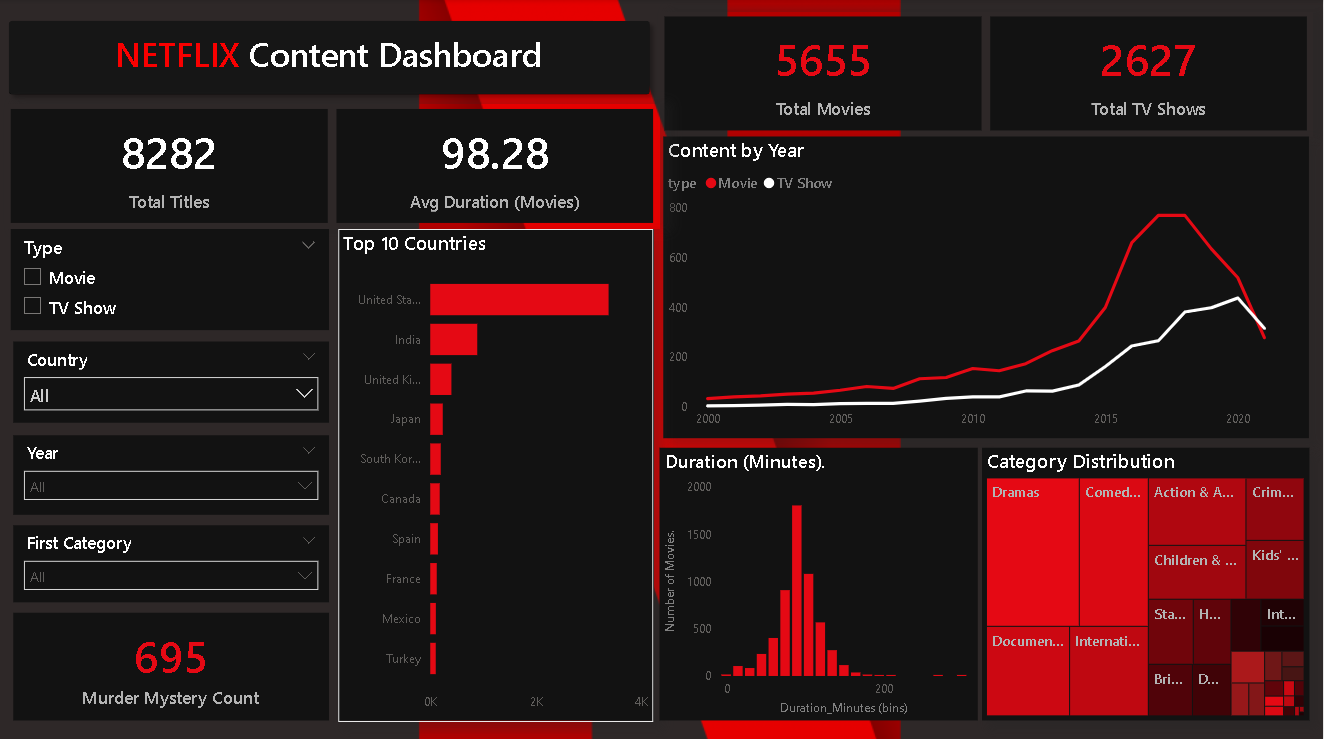 NETFLIX Content Dashboard
5655
Total Movies
2627
Total TV Shows
8282
Total Titles
98.28
Avg Duration (Movies)
Type
Movie
TV Show
Country
All
Year
All
First Category
All
695
Murder Mystery Count
Top 10 Countries
United Sta...
India
United Ki...
Japan
South Kor...
Canada
Spain
France
Mexico
Turkey
0K 2K 4K
Content by Year
type Movie TV Show
800
600
400
200
0
2000 2005 2010 2015 2020
Duration (Minutes).
Number of Movies.
2000
1500
1000
500
0
0 200
Duration_Minutes (bins)
Category Distribution
Dramas Comed... Action & A... Crim...
Children & ... Kids' ...
Documen... Internati... Sta... H... Int...
Bri... D...